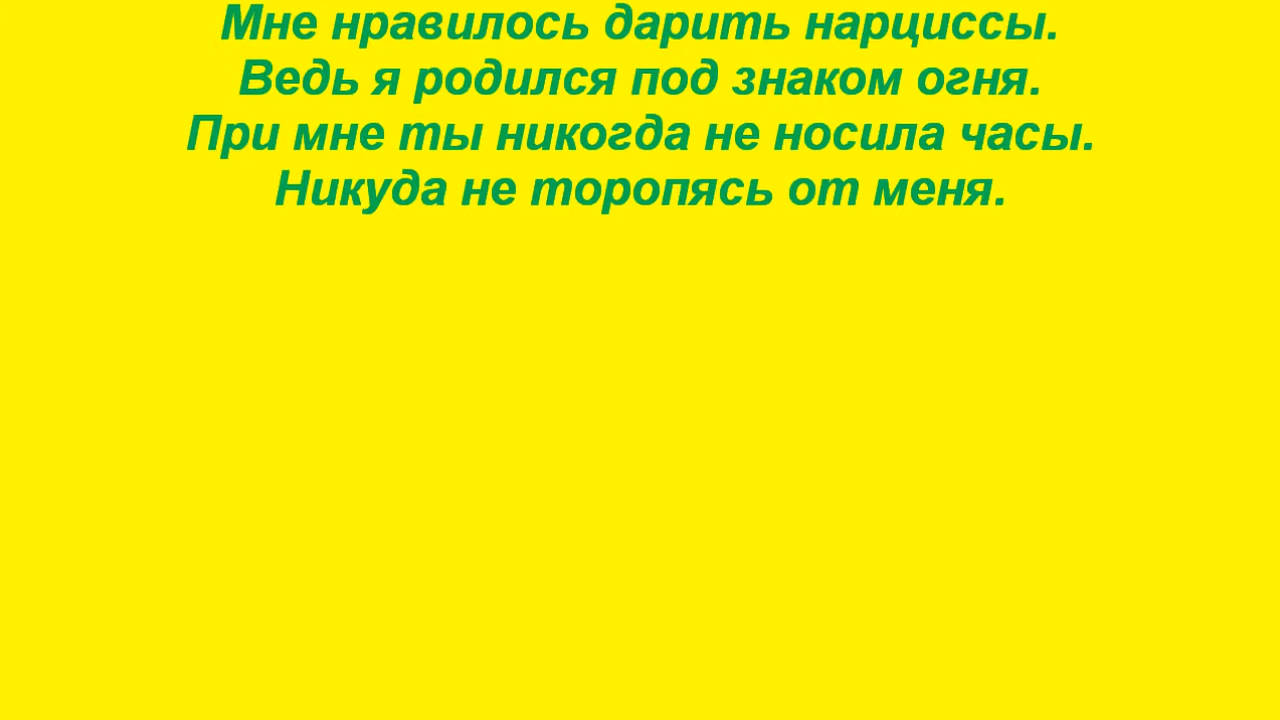 Мне нравилось дарить нарциссы.
Ведь я родился под знаком огня.
При мне ты никогда не носила часы.
Никуда не торопясь от меня.